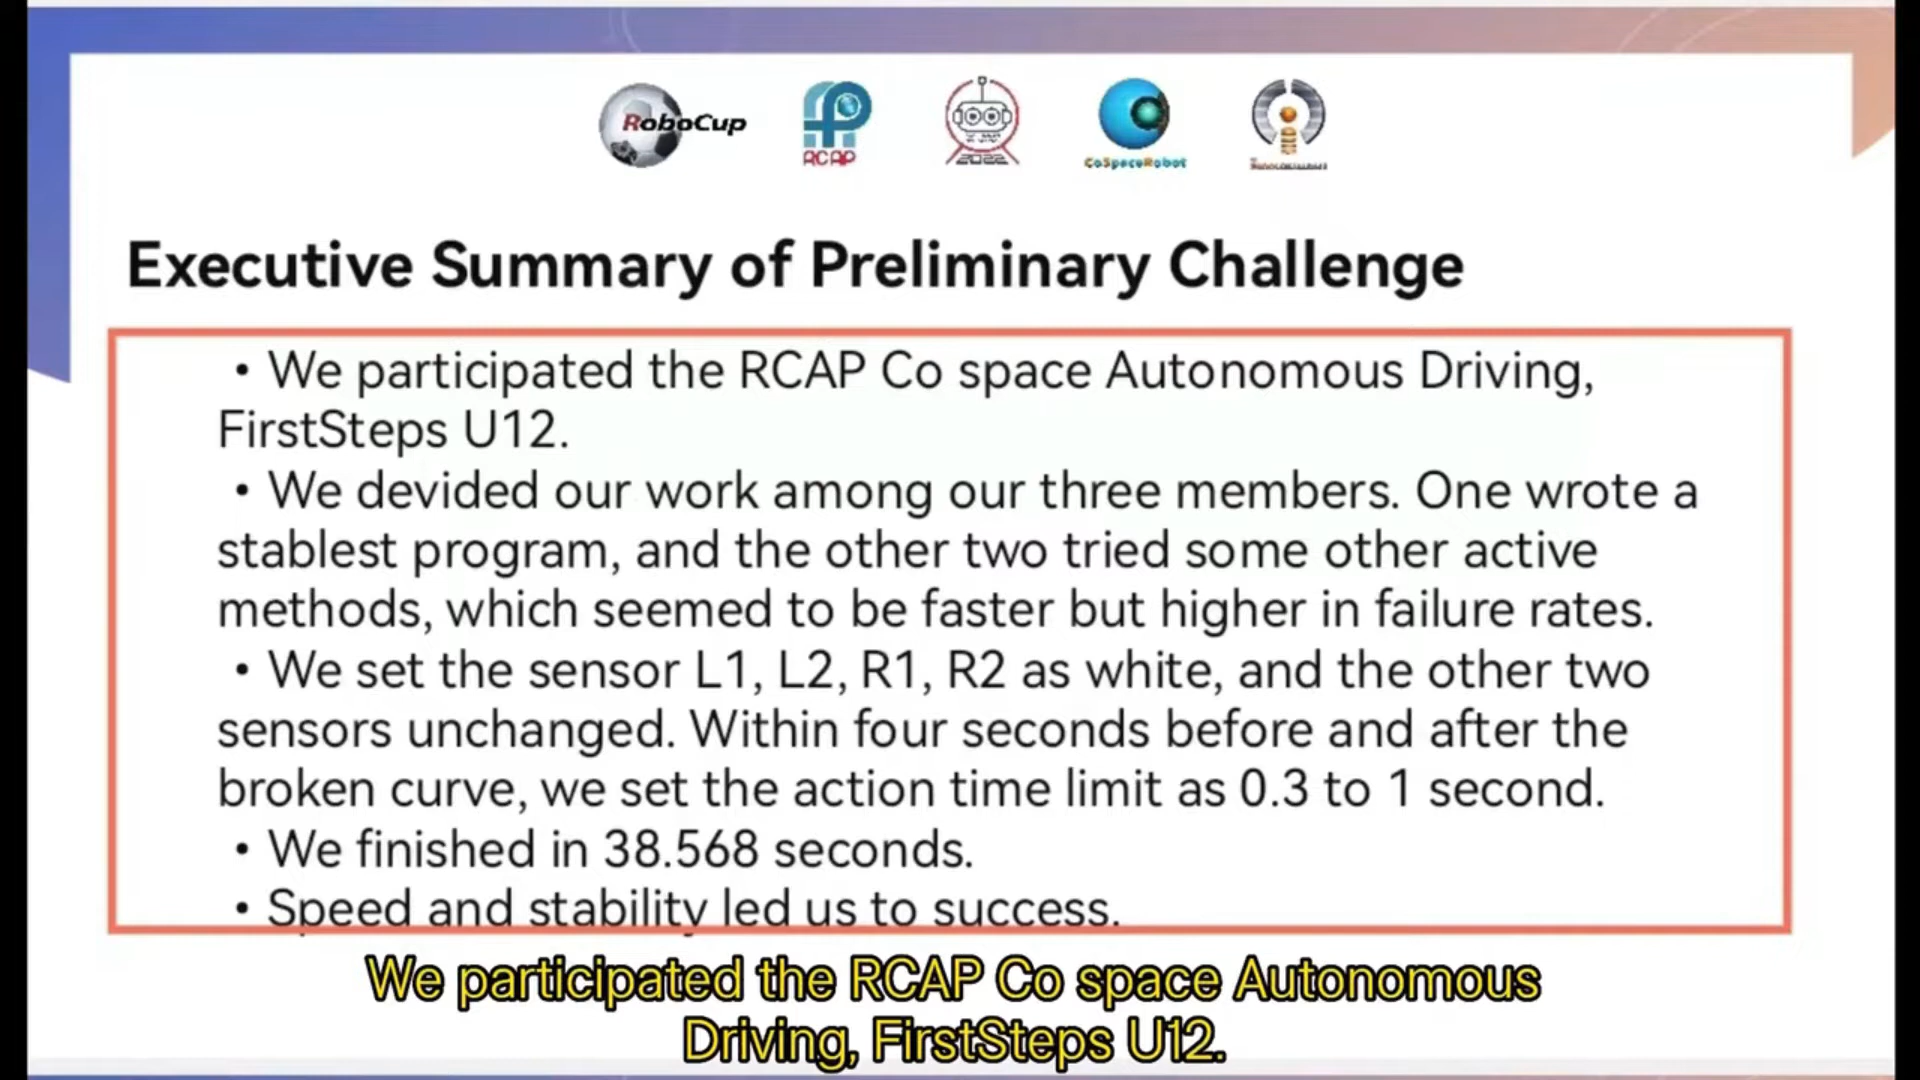 RoboCup
RCAP
2022
CoSpaceRobot
Executive Summary of Preliminary Challenge
• We participated the RCAP Co space Autonomous Driving,
FirstSteps U12.
• We devided our work among our three members. One wrote a
stablest program, and the other two tried some other active
methods, which seemed to be faster but higher in failure rates.
• We set the sensor L1, L2, R1, R2 as white, and the other two
sensors unchanged. Within four seconds before and after the
broken curve, we set the action time limit as 0.3 to 1 second.
• We finished in 38.568 seconds.
• Speed and stability led us to success.
We participated the RCAP Co space Autonomous
Driving, FirstSteps U12.